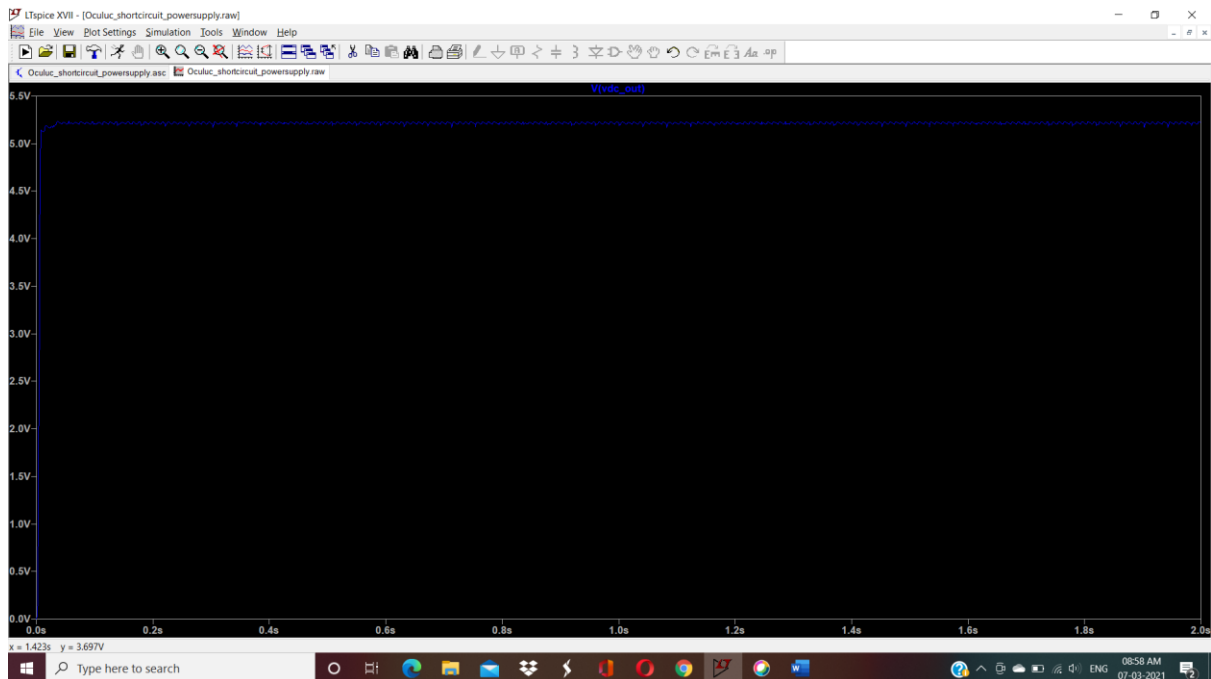 LTspice XVII - [Oculuc_shortcircuit_powersupply.raw]
File View Plot Settings Simulation Tools Window Help
Oculuc_shortcircuit_powersupply.asc Oculuc_shortcircuit_powersupply.raw
V(vdc_out)
5.5V
5.0V
4.5V
4.0V
3.5V
3.0V
2.5V
2.0V
1.5V
1.0V
0.5V
0.0V
0.0s 0.2s 0.4s 0.6s 0.8s 1.0s 1.2s 1.4s 1.6s 1.8s 2.0s
x = 1.423s y = 3.697V
Type here to search
ENG
08:58 AM
07-03-2021